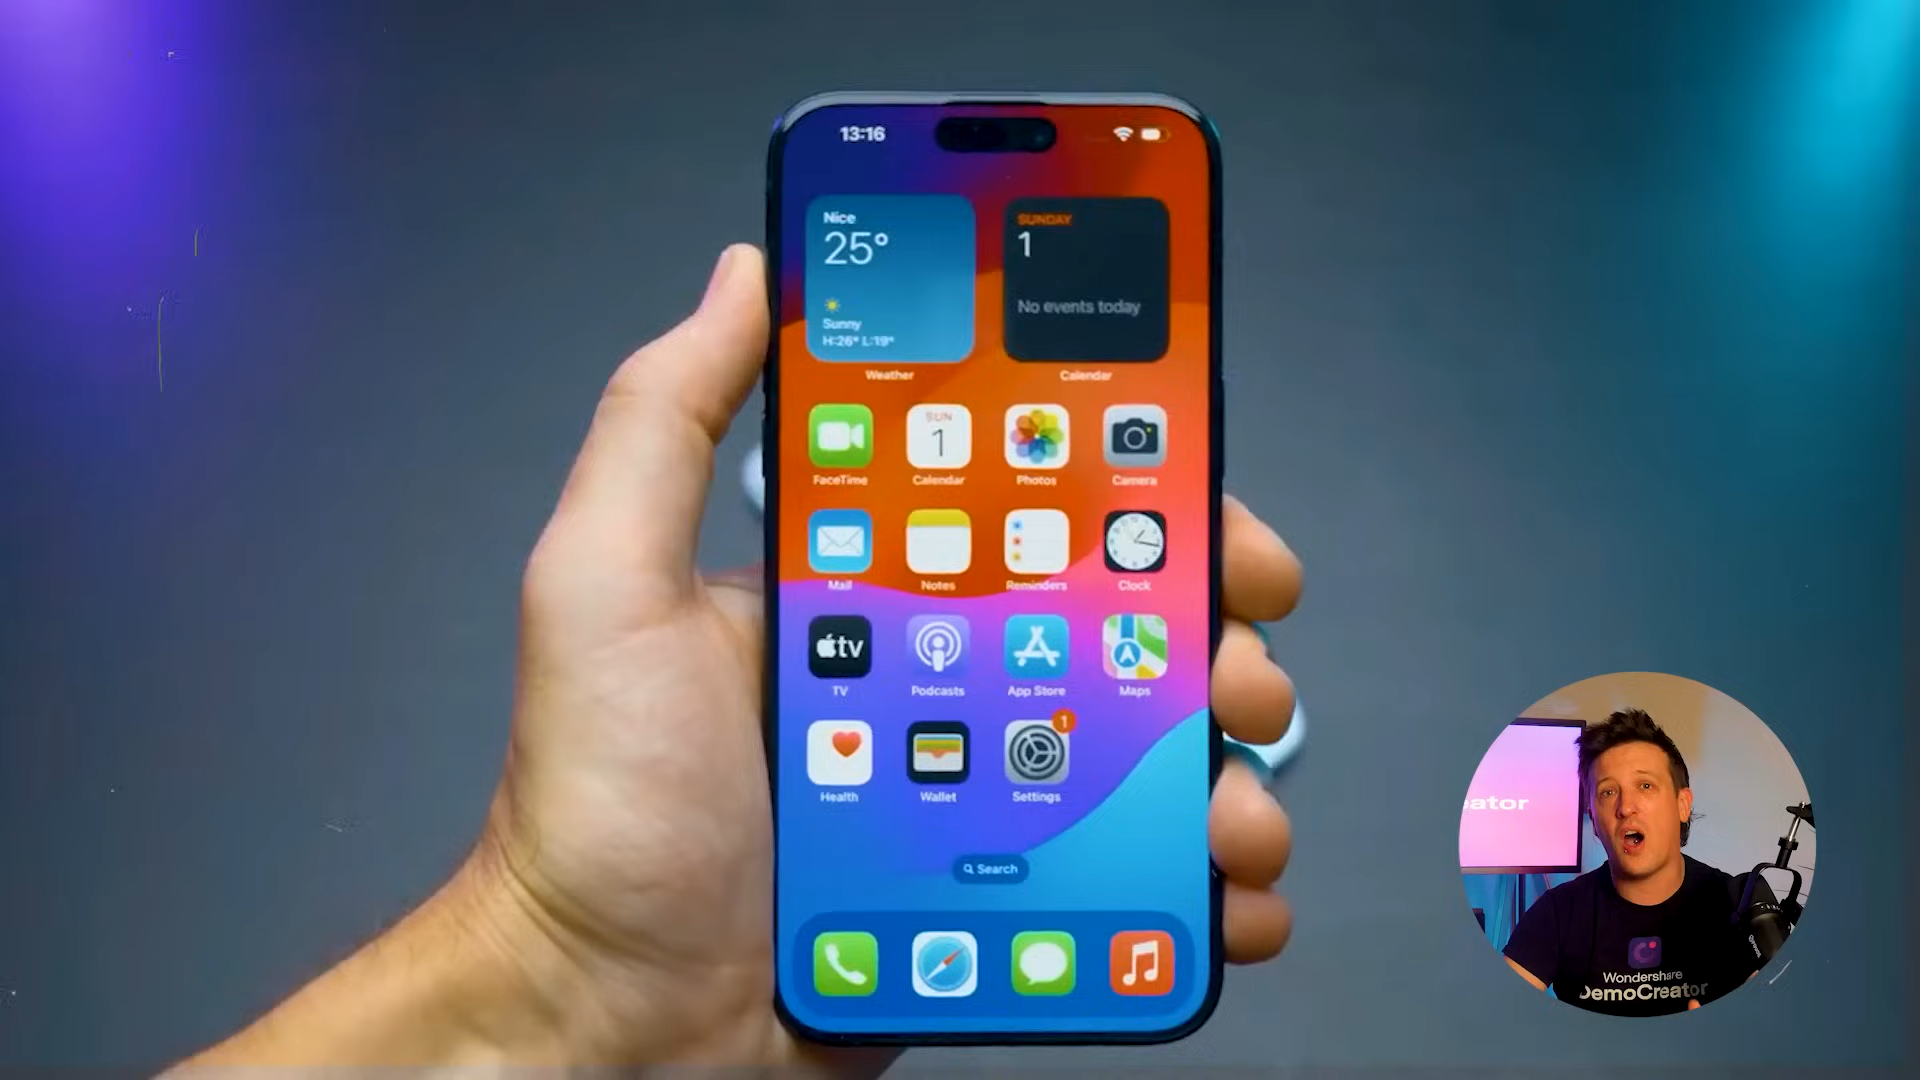 13:16
Nice
25°
Sunny
H:26° L:19°
Weather
SUNDAY
1
No events today
Calendar
FaceTime
SUN
1
Calendar
Photos
Camera
Mail
Notes
Reminders
Clock
tv
TV
Podcasts
App Store
Maps
Health
Wallet
1
Settings
Search
eator
Wondershare
DemoCreator